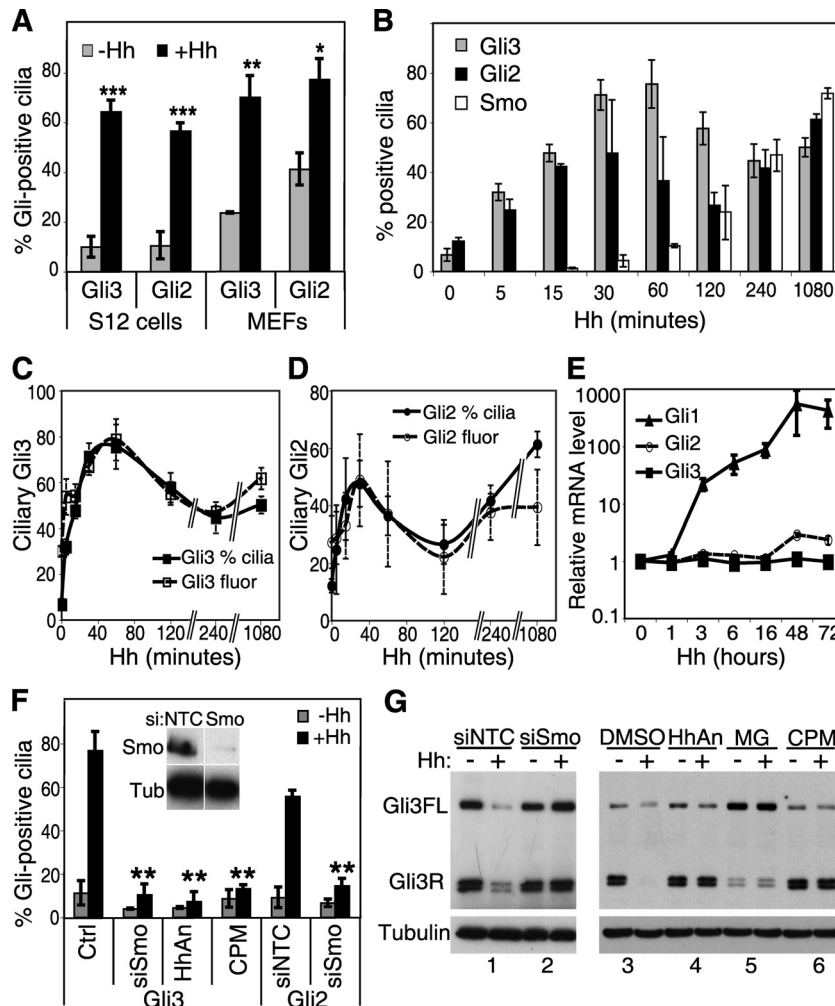 A
-Hh +Hh
% Gli-positive cilia
80
60
40
20
0
***
***
**
*
Gli3 Gli2 Gli3 Gli2
S12 cells MEFs
B
Gli3
Gli2
Smo
% positive cilia
80
60
40
20
0
0 5 15 30 60 120 240 1080
Hh (minutes)
C
Ciliary Gli3
100
80
60
40
20
0
Gli3 % cilia
Gli3 fluor
0 40 80 120 240 1080
Hh (minutes)
D
Ciliary Gli2
80
60
40
20
0
Gli2 % cilia
Gli2 fluor
0 40 80 120 240 1080
Hh (minutes)
E
Relative mRNA level
1000
100
10
1
0.1
Gli1
Gli2
Gli3
0 1 3 6 16 48 72
Hh (hours)
F
-Hh
+Hh
% Gli-positive cilia
80
60
40
20
0
si:NTC Smo
Smo
Tub
** ** ** **
Ctrl siSmo HhAn CPM siNTC siSmo
Gli3 Gli2
G
siNTC siSmo DMSO HhAn MG CPM
Hh: - + - + - + - + - + - +
Gli3FL
Gli3R
Tubulin
1 2 3 4 5 6